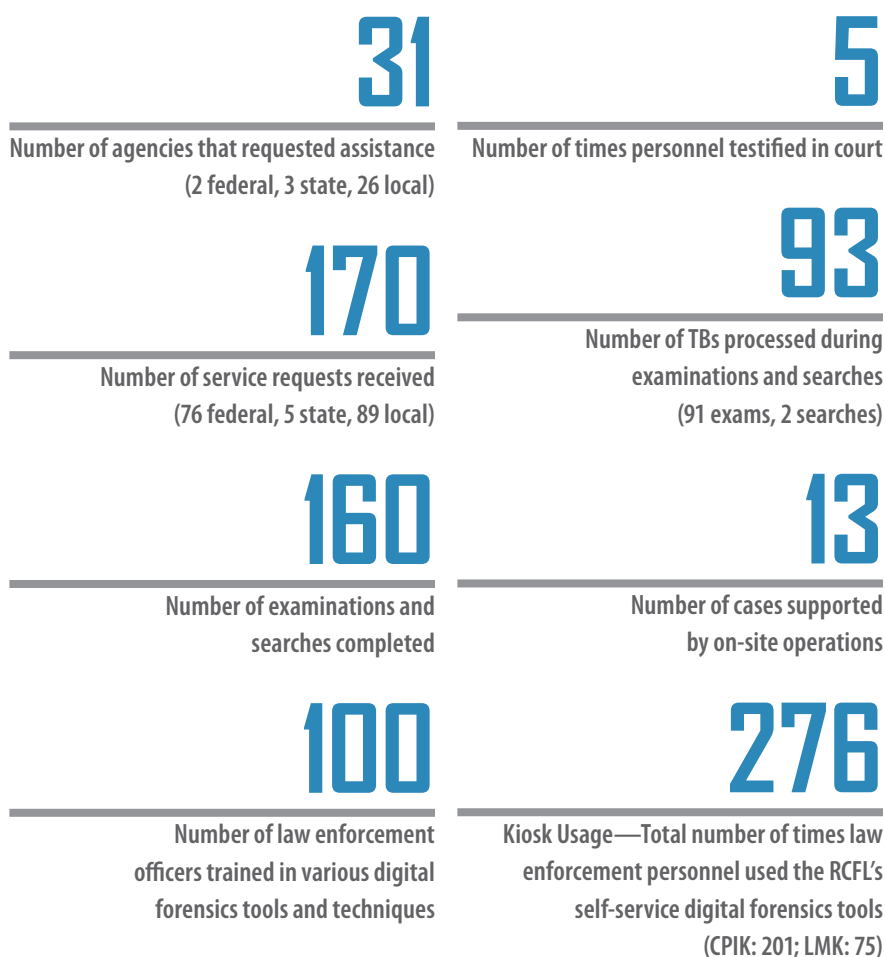 31
Number of agencies that requested assistance
(2 federal, 3 state, 26 local)
170
Number of service requests received
(76 federal, 5 state, 89 local)
160
Number of examinations and
searches completed
100
Number of law enforcement
officers trained in various digital
forensics tools and techniques
5
Number of times personnel testified in court
93
Number of TBs processed during
examinations and searches
(91 exams, 2 searches)
13
Number of cases supported
by on-site operations
276
Kiosk Usage—Total number of times law
enforcement personnel used the RCFL’s
self-service digital forensics tools
(CPIK: 201; LMK: 75)